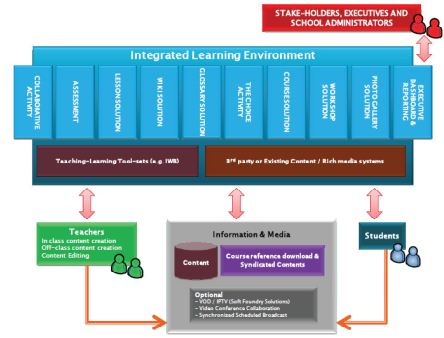 STAKE-HOLDERS, EXECUTIVES AND
SCHOOL ADMINISTRATORS
Integrated Learning Environment
COLLABORATIVE
ACTIVITY
ASSESSMENT
LESSON SOLUTION
WIKI SOLUTION
GLOSSARY SOLUTION
THE CHOICE
ACTIVITY
COURSE SOLUTION
WORKSHOP
SOLUTION
PHOTO GALLERY
SOLUTION
EXECUTIVE
DASHBOARD &
REPORTING
Teaching-Learning Tool-sets (e.g. IWB)
3rd party or Existing Content / Rich media systems
Teachers
In class content creation
Off-class content creation
Content Editing
Information & Media
Content
Course reference download &
Syndicated Contents
Optional
- VOD / IPTV (Soft Foundry Solutions)
- Video Conference Collaboration
- Synchronized Scheduled Broadcast
Students